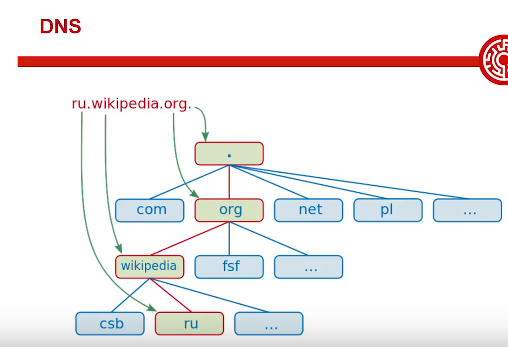 DNS
ru.wikipedia.org.
.
com org net pl ...
wikipedia fsf ...
csb ru ...